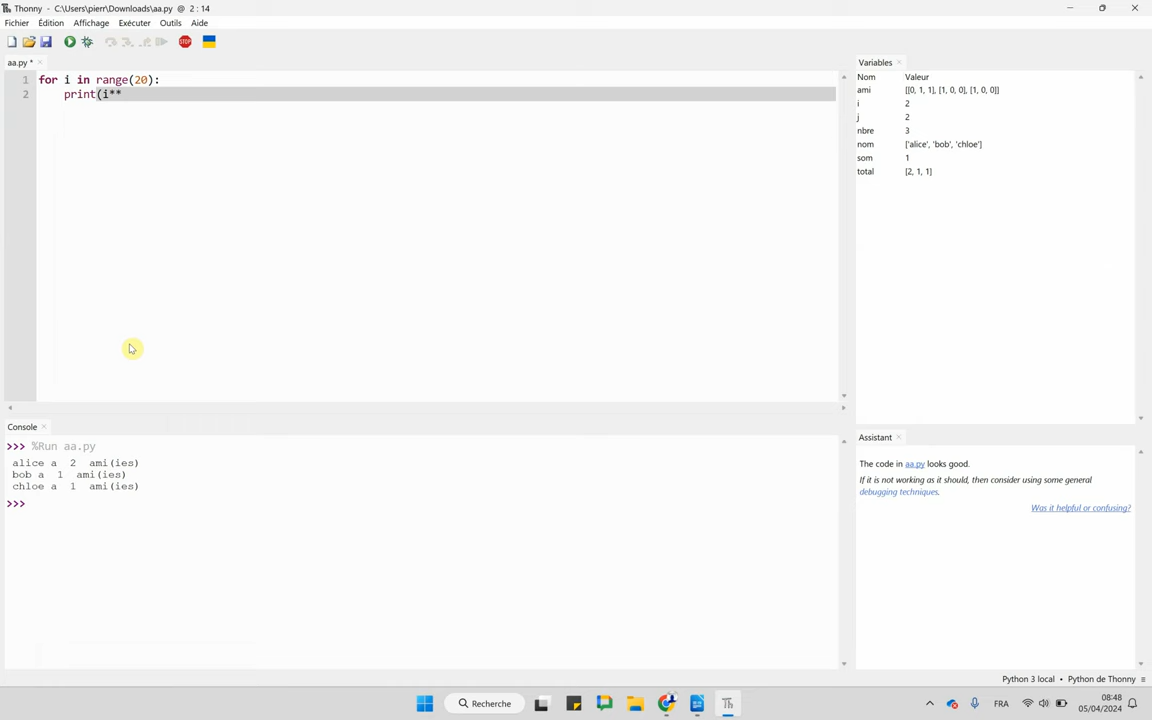 Th Thonny - C:\Users\pierr\Downloads\aa.py @ 2 : 14
Fichier Édition Affichage Exécuter Outils Aide
STOP
aa.py * ×
1 for i in range(20):
2 print(i**
Variables ×
Nom Valeur
ami [[0, 1, 1], [1, 0, 0], [1, 0, 0]]
i 2
j 2
nbre 3
nom ['alice', 'bob', 'chloe']
som 1
total [2, 1, 1]
Console ×
>>> %Run aa.py
alice a 2 ami(ies)
bob a 1 ami(ies)
chloe a 1 ami(ies)
>>>
Assistant ×
The code in aa.py looks good.
If it is not working as it should, then consider using some general
debugging techniques.
Was it helpful or confusing?
Python 3 local • Python de Thonny ≡
Recherche
Th
FRA
08:48
05/04/2024